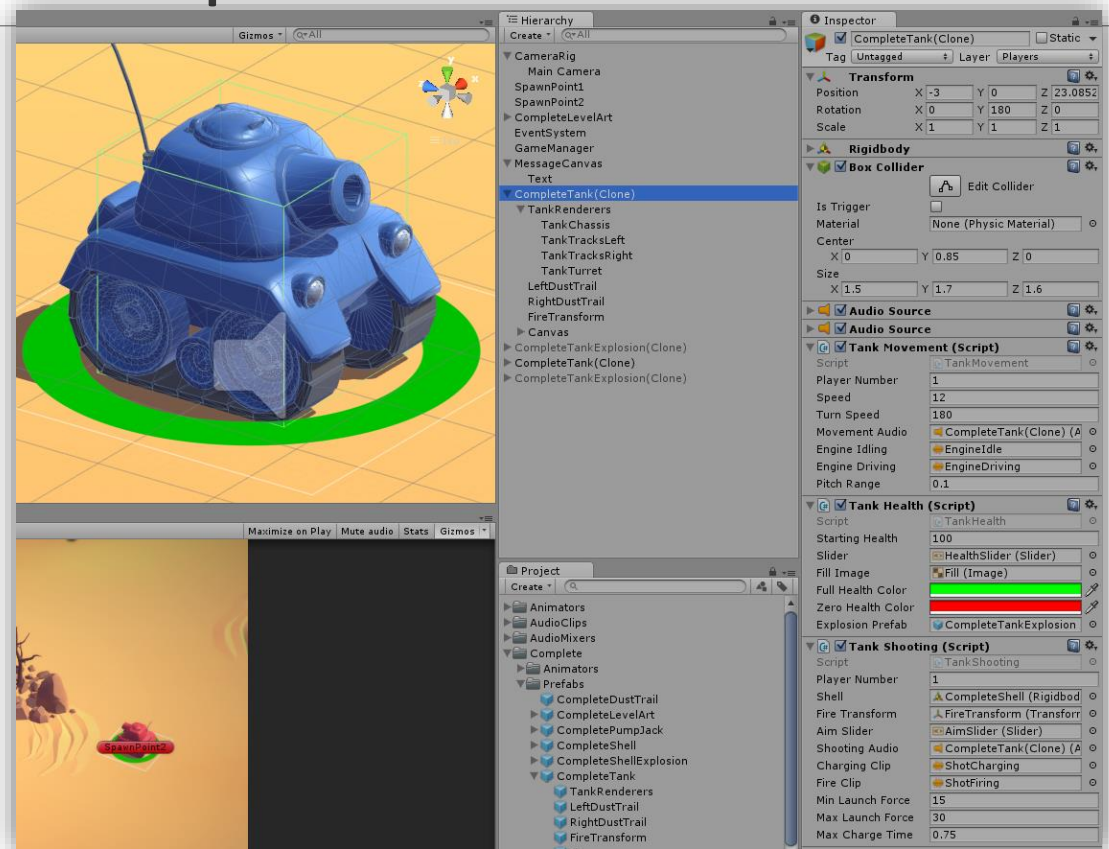 Gizmos
All
y
x
Maximize on Play Mute audio Stats Gizmos
SpawnPoint2
Hierarchy
Create All
CameraRig
Main Camera
SpawnPoint1
SpawnPoint2
CompleteLevelArt
EventSystem
GameManager
MessageCanvas
Text
CompleteTank(Clone)
TankRenderers
TankChassis
TankTracksLeft
TankTracksRight
TankTurret
LeftDustTrail
RightDustTrail
FireTransform
Canvas
CompleteTankExplosion(Clone)
CompleteTank(Clone)
CompleteTankExplosion(Clone)
Project
Create
Animators
AudioClips
AudioMixers
Complete
Animators
Prefabs
CompleteDustTrail
CompleteLevelArt
CompletePumpJack
CompleteShell
CompleteShellExplosion
CompleteTank
TankRenderers
LeftDustTrail
RightDustTrail
FireTransform
Inspector
CompleteTank(Clone) Static
Tag Untagged Layer Players
Transform
Position X -3 Y 0 Z 23.0852
Rotation X 0 Y 180 Z 0
Scale X 1 Y 1 Z 1
Rigidbody
Box Collider
Edit Collider
Is Trigger
Material None (Physic Material)
Center
X 0 Y 0.85 Z 0
Size
X 1.5 Y 1.7 Z 1.6
Audio Source
Audio Source
Tank Movement (Script)
Script TankMovement
Player Number 1
Speed 12
Turn Speed 180
Movement Audio CompleteTank(Clone) (A
Engine Idling EngineIdle
Engine Driving EngineDriving
Pitch Range 0.1
Tank Health (Script)
Script TankHealth
Starting Health 100
Slider HealthSlider (Slider)
Fill Image Fill (Image)
Full Health Color
Zero Health Color
Explosion Prefab CompleteTankExplosion
Tank Shooting (Script)
Script TankShooting
Player Number 1
Shell CompleteShell (Rigidbod
Fire Transform FireTransform (Transforr
Aim Slider AimSlider (Slider)
Shooting Audio CompleteTank(Clone) (A
Charging Clip ShotCharging
Fire Clip ShotFiring
Min Launch Force 15
Max Launch Force 30
Max Charge Time 0.75